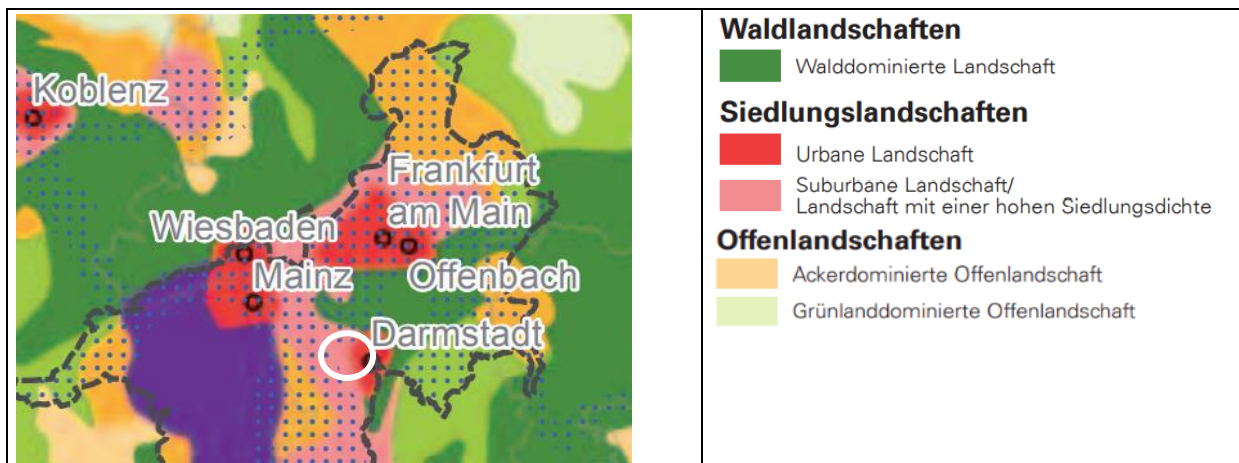 Koblenz
Frankfurt
am Main
Wiesbaden
Mainz
Offenbach
Darmstadt
Waldlandschaften
Walddominierte Landschaft
Siedlungslandschaften
Urbane Landschaft
Suburbane Landschaft/
Landschaft mit einer hohen Siedlungsdichte
Offenlandschaften
Ackerdominierte Offenlandschaft
Grünlanddominierte Offenlandschaft